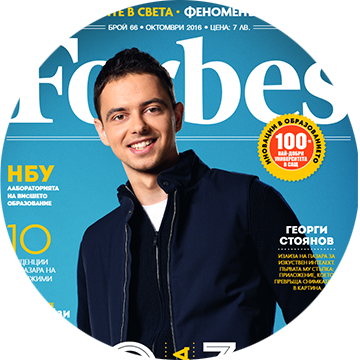 ТЕ В СВЕТА • ФЕНОМЕН
БРОЙ 66 • ОКТОМВРИ 2016 • ЦЕНА: 7 ЛВ.
Forbes
ИНОВАЦИИ В ОБРАЗОВАНИЕТО
100
НАЙ-ДОБРИ
УНИВЕРСИТЕТА
В САЩ
НБУ
ЛАБОРАТОРИЯТА
НА ВИСШЕТО
ОБРАЗОВАНИЕ
10
ГЕОРГИ
СТОЯНОВ
ИЗЛИЗА НА ПАЗАРА ЗА
ИЗКУСТВЕН ИНТЕЛЕКТ.
ПЪРВАТА МУ СТЪПКА:
ПРИЛОЖЕНИЕ, КОЕТО
ПРЕВРЪЩА СНИМКАТА
В КАРТИНА